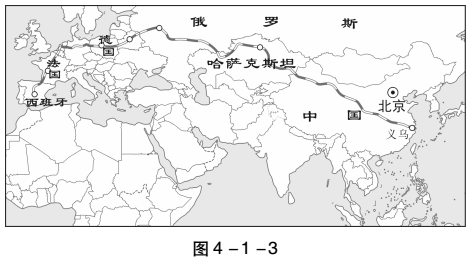 俄罗斯
德国
法国
哈萨克斯坦
西班牙
北京
中国
义乌
图4-1-3